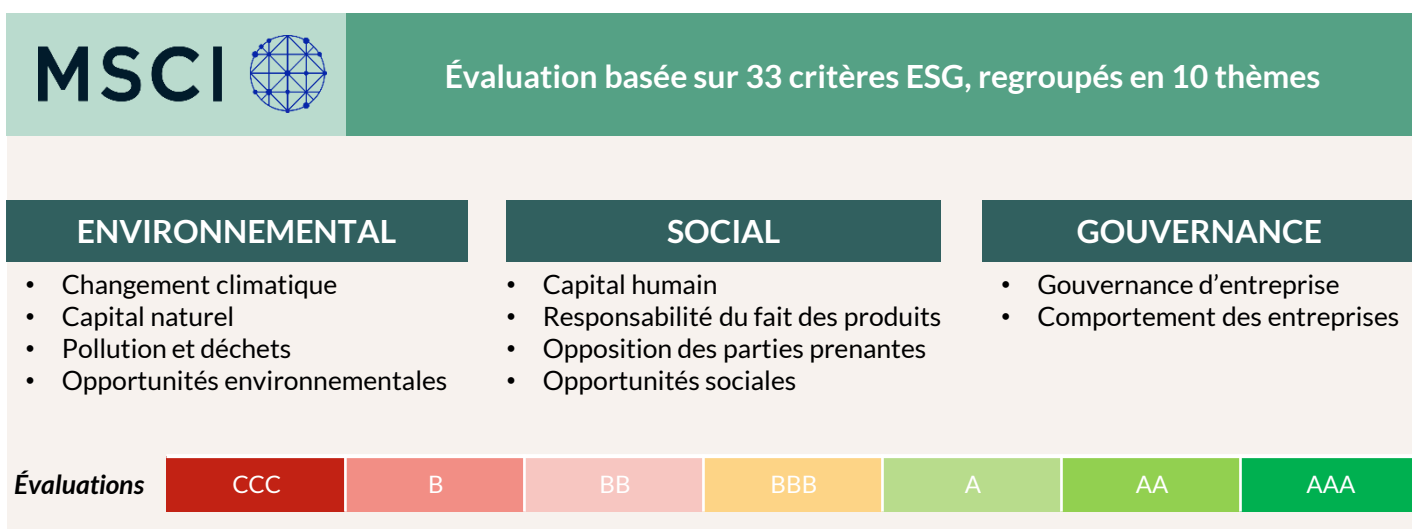 MSCI
Évaluation basée sur 33 critères ESG, regroupés en 10 thèmes
ENVIRONNEMENTAL
• Changement climatique
• Capital naturel
• Pollution et déchets
• Opportunités environnementales
SOCIAL
• Capital humain
• Responsabilité du fait des produits
• Opposition des parties prenantes
• Opportunités sociales
GOUVERNANCE
• Gouvernance d’entreprise
• Comportement des entreprises
Évaluations CCC B BB BBB A AA AAA